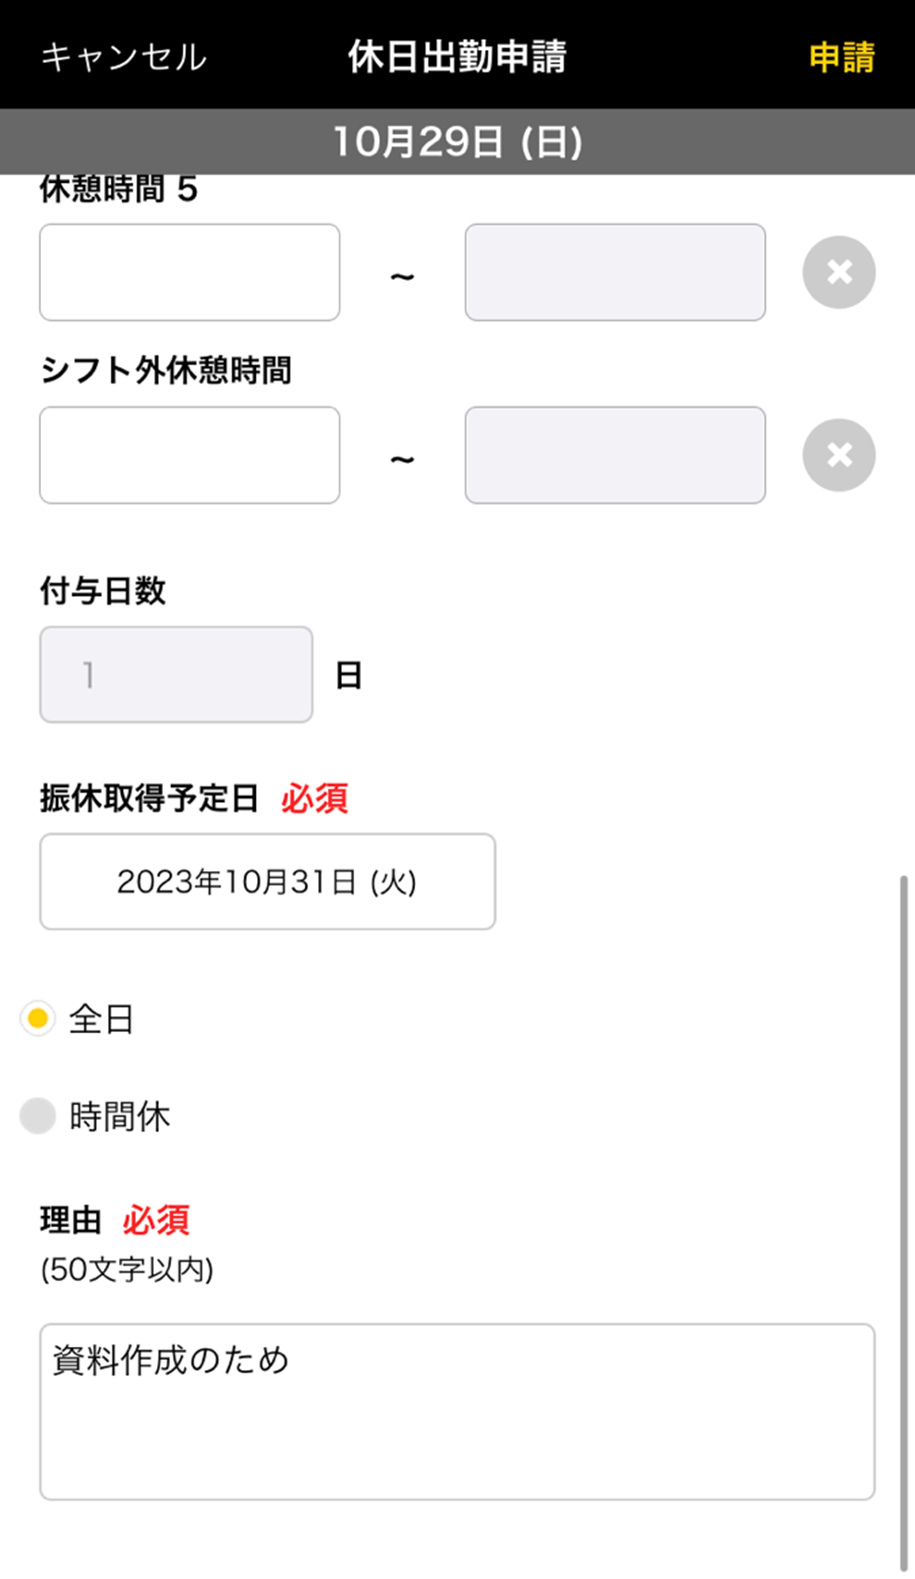 キャンセル 休日出勤申請 申請
10月29日 (日)
休憩時間 5
~
シフト外休憩時間
~
付与日数
1 日
振休取得予定日 必須
2023年10月31日 (火)
全日
時間休
理由 必須
(50文字以内)
資料作成のため